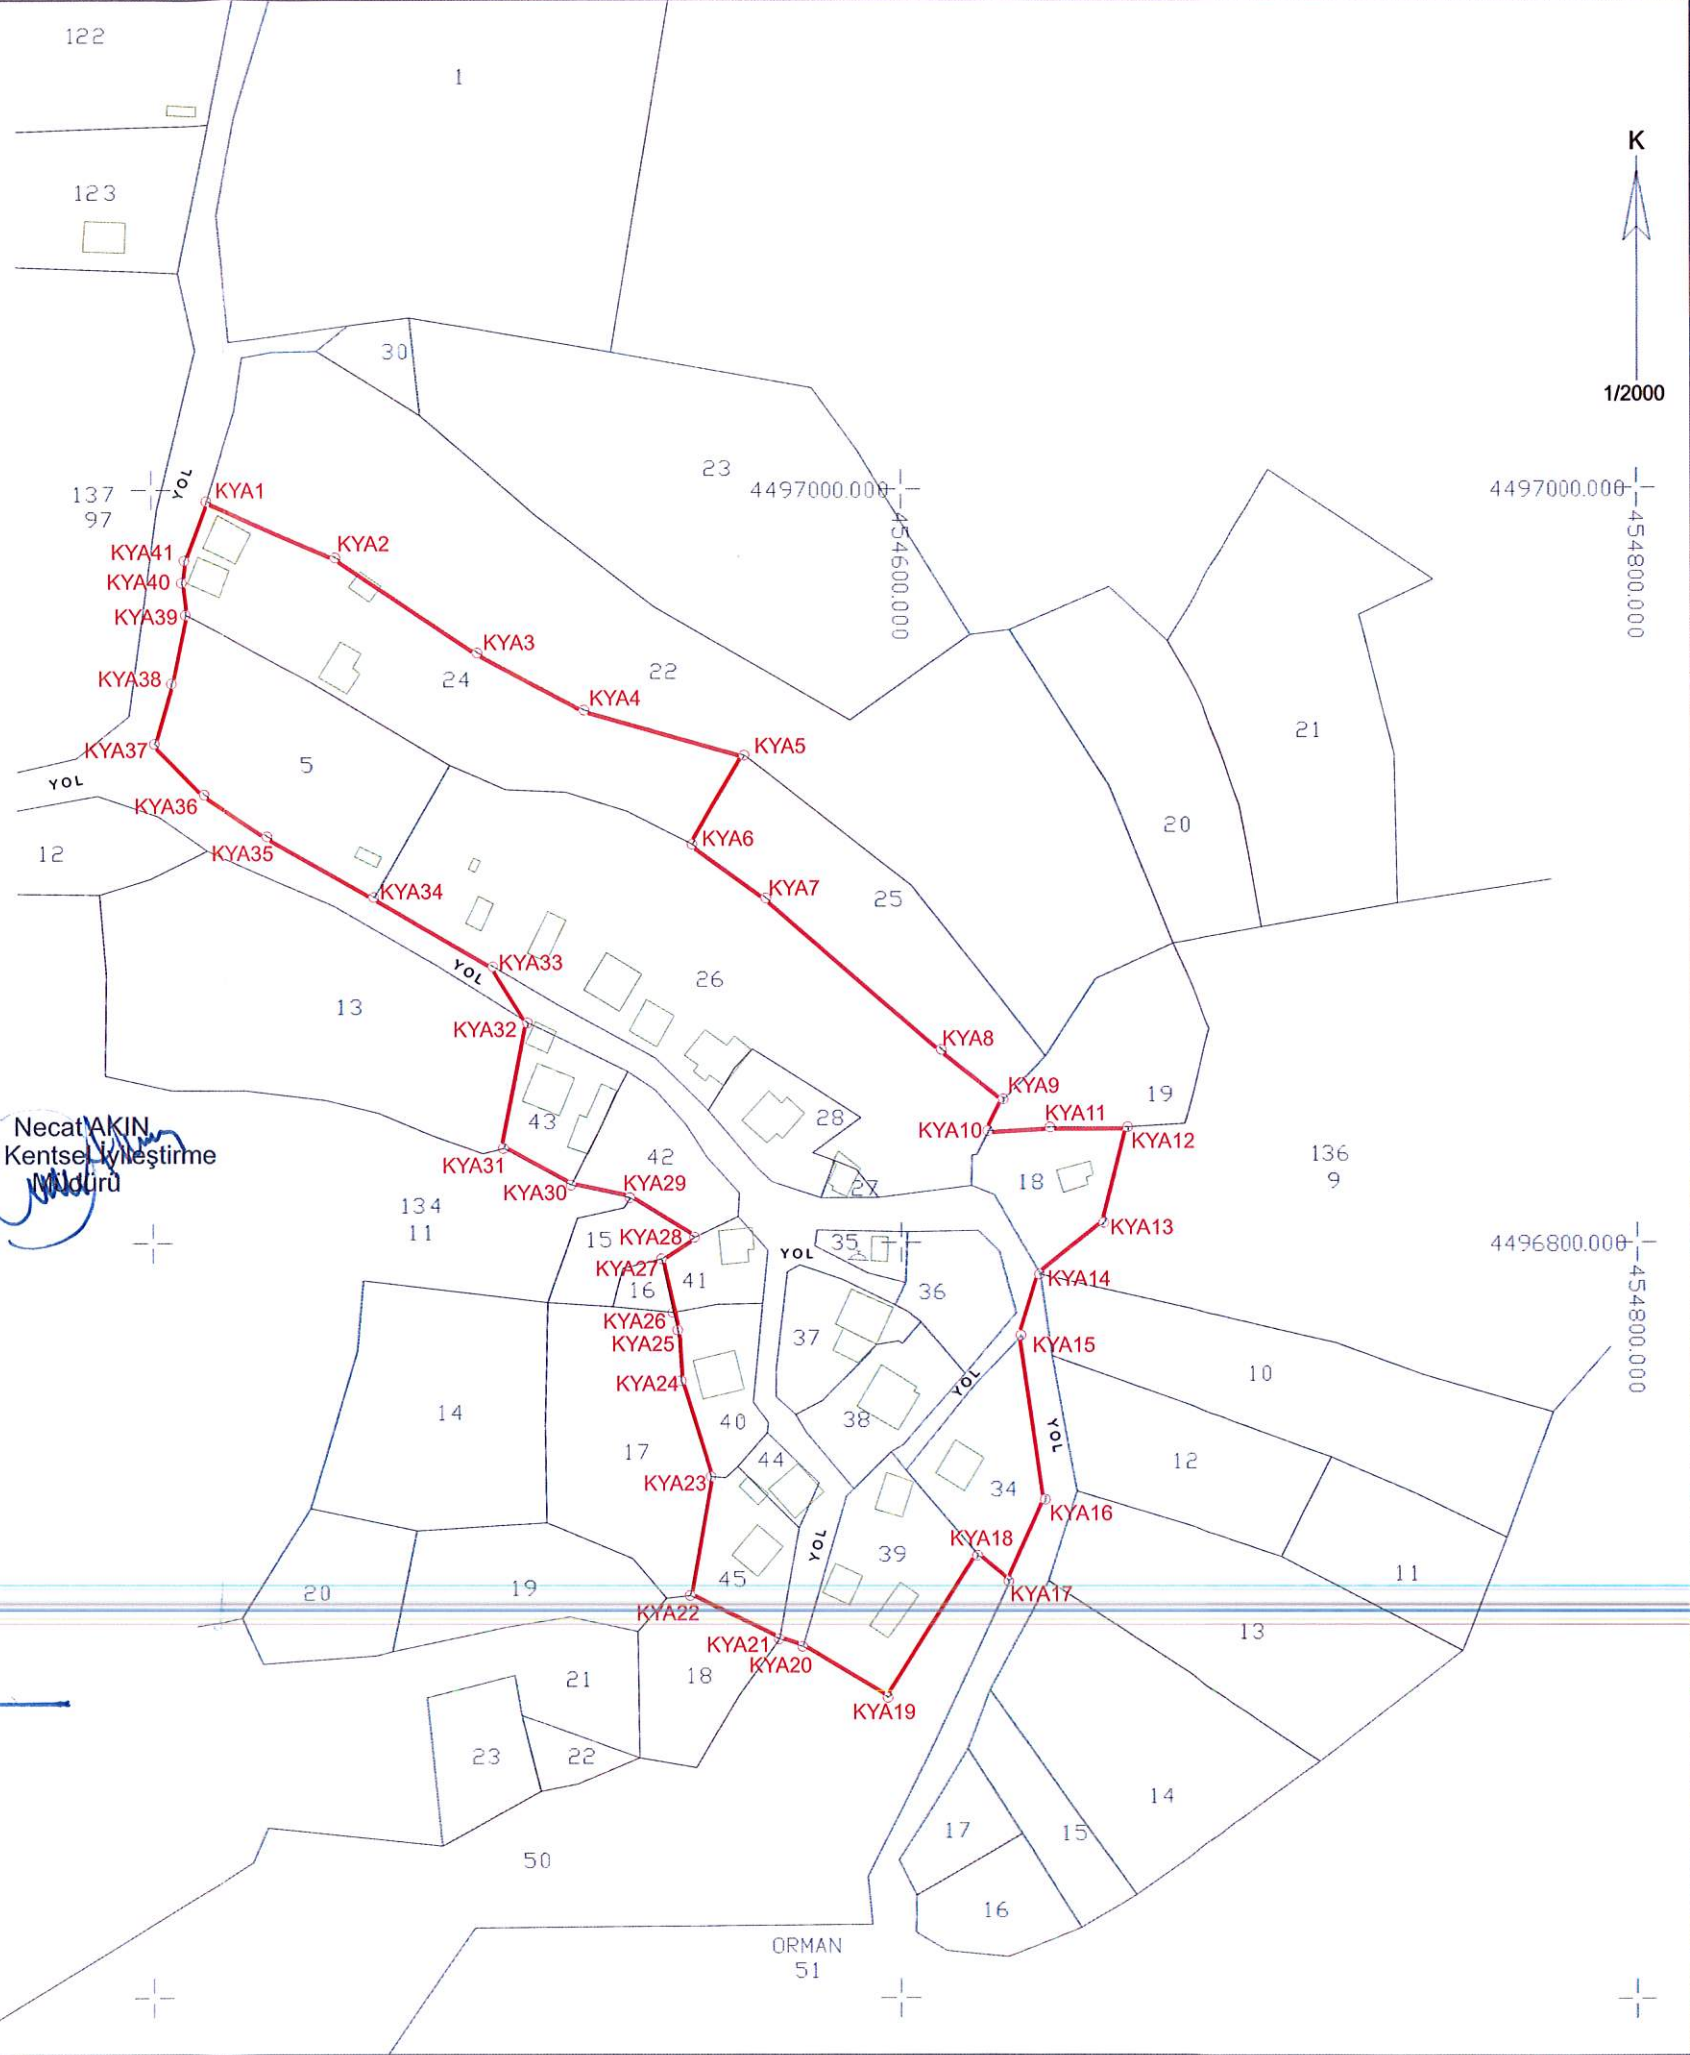 122
1
K
123
1/2000
30
23
4497000.000
4497000.000
YOL
137
97
KYA1
454600.000
454800.000
KYA41
KYA2
KYA40
KYA39
KYA3
22
24
KYA38
KYA4
21
KYA37
KYA5
5
YOL
KYA36
20
KYA6
12
KYA35
KYA34
KYA7
25
KYA33
YOL
26
13
KYA32
KYA8
KYA9
19
Necat AKIN
Kentsel İyileştirme
Müdürü
43
28
KYA10
KYA11
KYA12
KYA31
42
136
9
KYA30
KYA29
27
18
134
11
15
KYA28
KYA13
35
YOL
4496800.000
KYA27
41
16
KYA14
36
454800.000
KYA26
KYA25
37
KYA15
10
KYA24
YOL
14
40
38
YOL
17
44
12
KYA23
34
KYA16
YOL
KYA18
39
11
45
20
19
KYA17
KYA22
13
KYA21
KYA20
18
21
KYA19
23
22
14
17
15
50
16
ORMAN
51